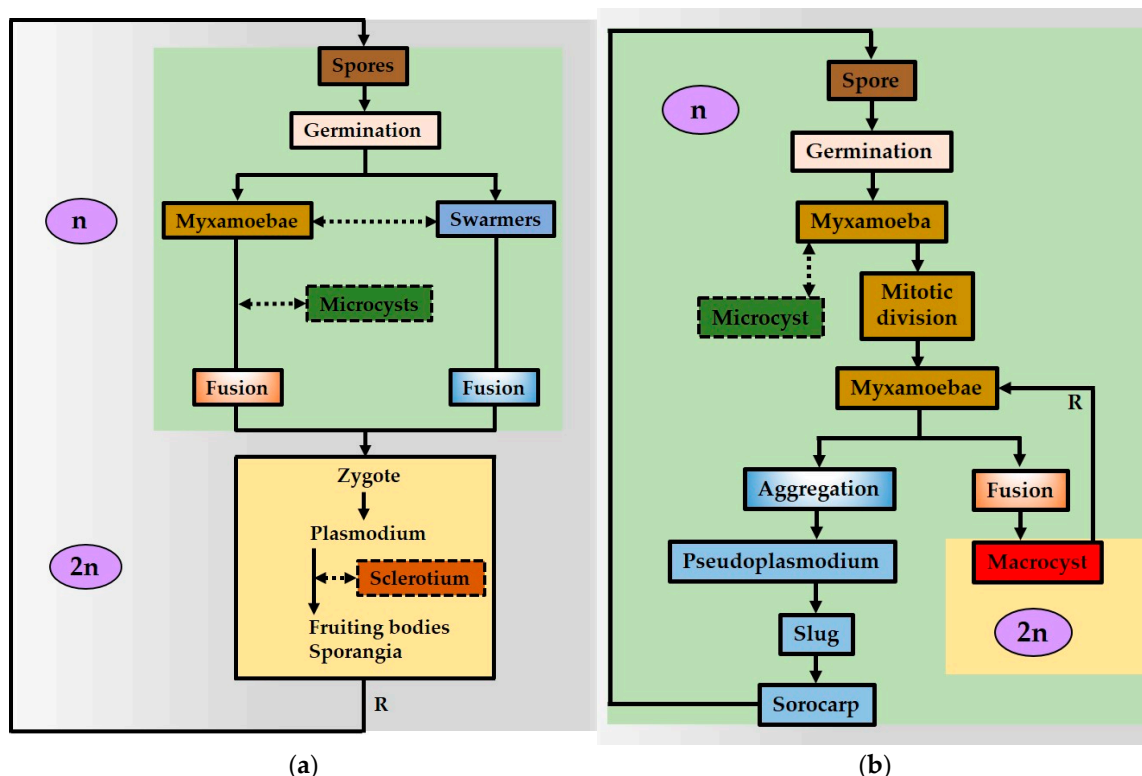 Spores
Germination
n
Myxamoebae
Swarmers
Microcysts
Fusion
Fusion
Zygote
Plasmodium
2n
Sclerotium
Fruiting bodies
Sporangia
R
(a)
Spore
n
Germination
Myxamoeba
Microcyst
Mitotic
division
Myxamoebae
R
Aggregation
Fusion
Pseudoplasmodium
Macrocyst
Slug
2n
Sorocarp
(b)